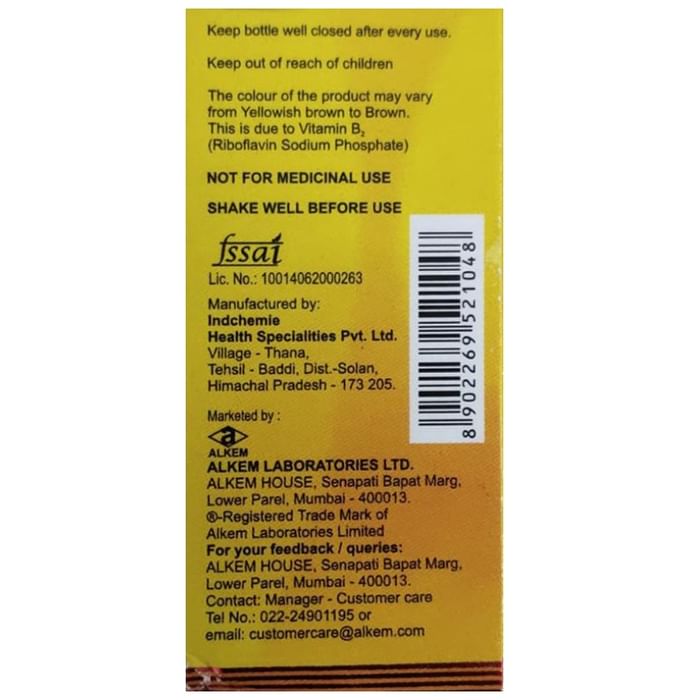 Keep bottle well closed after every use.
Keep out of reach of children
The colour of the product may vary
from Yellowish brown to Brown.
This is due to Vitamin B₂
(Riboflavin Sodium Phosphate)
NOT FOR MEDICINAL USE
SHAKE WELL BEFORE USE
fssai
Lic. No.: 10014062000263
Manufactured by:
Indchemie
Health Specialities Pvt. Ltd.
Village - Thana,
Tehsil - Baddi, Dist.-Solan,
Himachal Pradesh - 173 205.
8902269521048
Marketed by :
a
ALKEM
ALKEM LABORATORIES LTD.
ALKEM HOUSE, Senapati Bapat Marg,
Lower Parel, Mumbai - 400013.
®-Registered Trade Mark of
Alkem Laboratories Limited
For your feedback / queries:
ALKEM HOUSE, Senapati Bapat Marg,
Lower Parel, Mumbai - 400013.
Contact: Manager - Customer care
Tel No.: 022-24901195 or
email: customercare@alkem.com